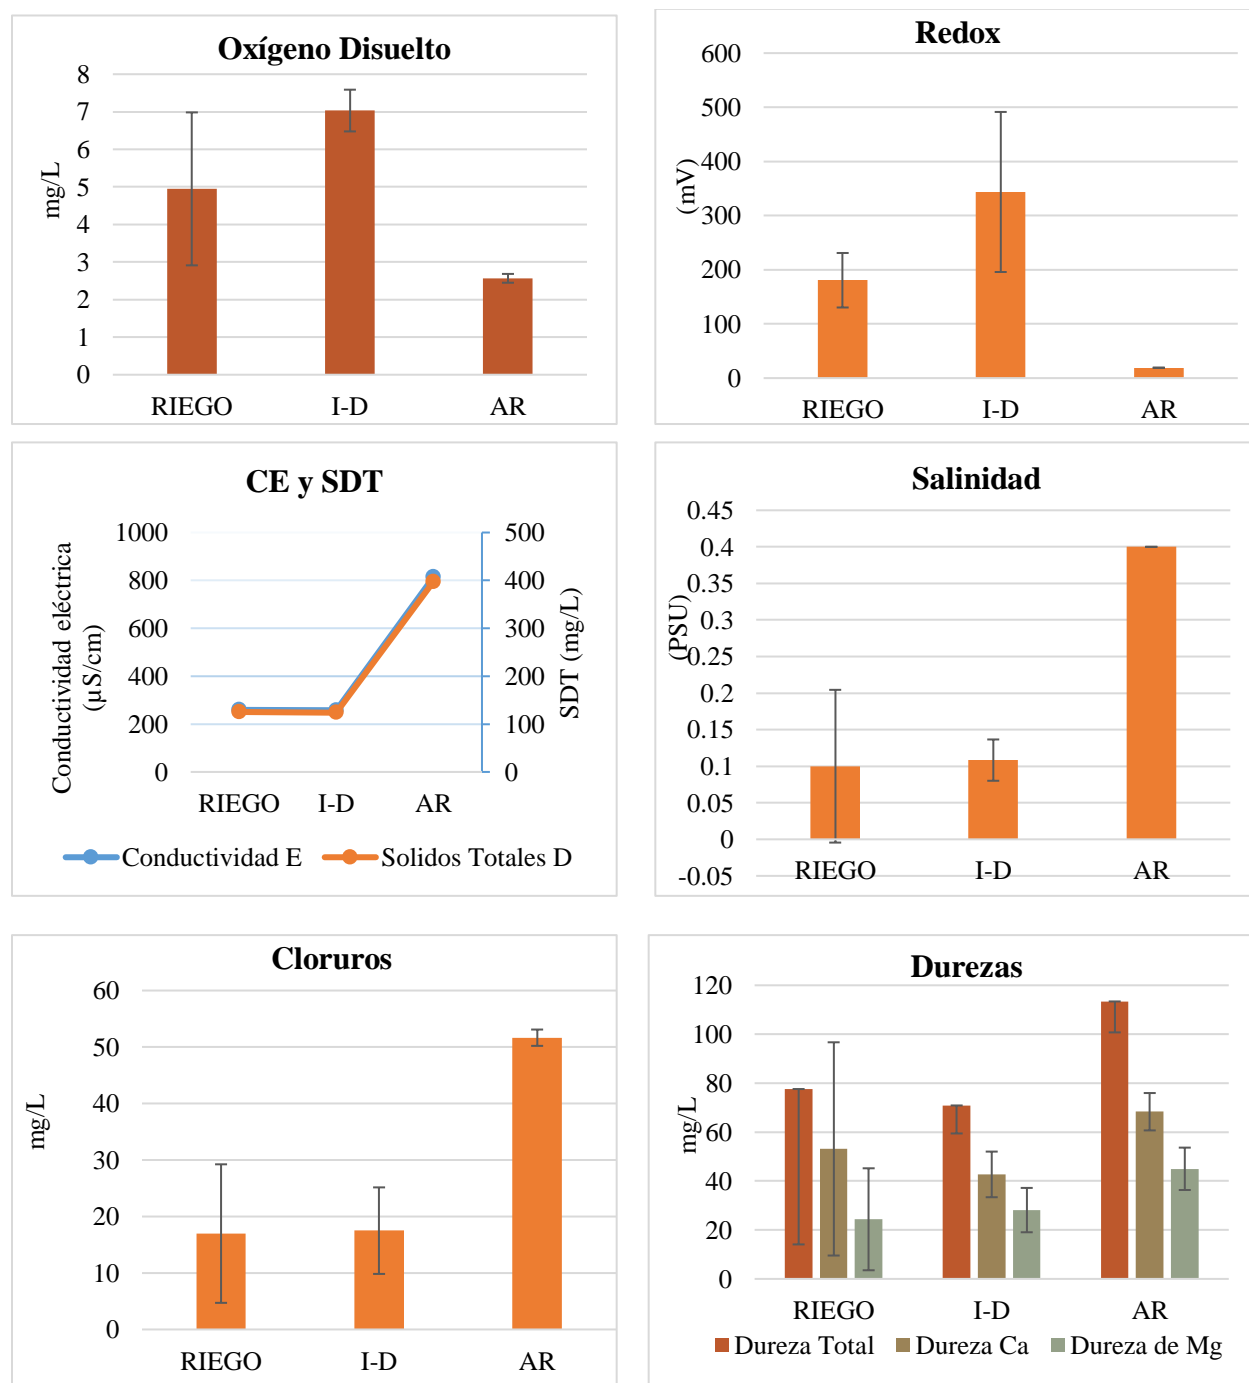 Oxígeno Disuelto
8
7
6
5
4
3
2
1
0
mg/L
RIEGO I-D AR
Redox
600
500
400
300
200
100
0
(mV)
RIEGO I-D AR
CE y SDT
1000
800
600
400
200
0
Conductividad eléctrica
(µS/cm)
500
400
300
200
100
0
SDT (mg/L)
RIEGO I-D AR
Conductividad E Solidos Totales D
Salinidad
0.45
0.4
0.35
0.3
0.25
0.2
0.15
0.1
0.05
0
-0.05
(PSU)
RIEGO I-D AR
Cloruros
60
50
40
30
20
10
0
mg/L
RIEGO I-D AR
Durezas
120
100
80
60
40
20
0
mg/L
RIEGO I-D AR
Dureza Total Dureza Ca Dureza de Mg